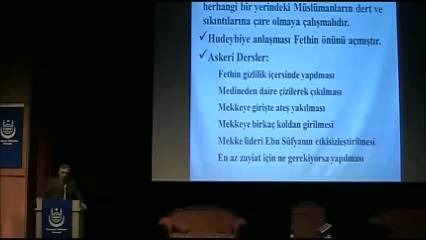 herhangi bir yerindeki Müslümanların dert ve
sıkıntılarına çare olmaya çalışmalıdır.
✓Hudeybiye anlaşması Fethin önünü açmıştır.
✓Askeri Dersler:
Fethin gizlilik içersinde yapılması
Medineden daire çizilerek çıkılması
Mekkeye girişte ateş yakılması
Mekkeye birkaç koldan girilmesi
Mekke lideri Ebu Süfyanın etkisizleştirilmesi
En az zayiat için ne gerekiyorsa yapılması